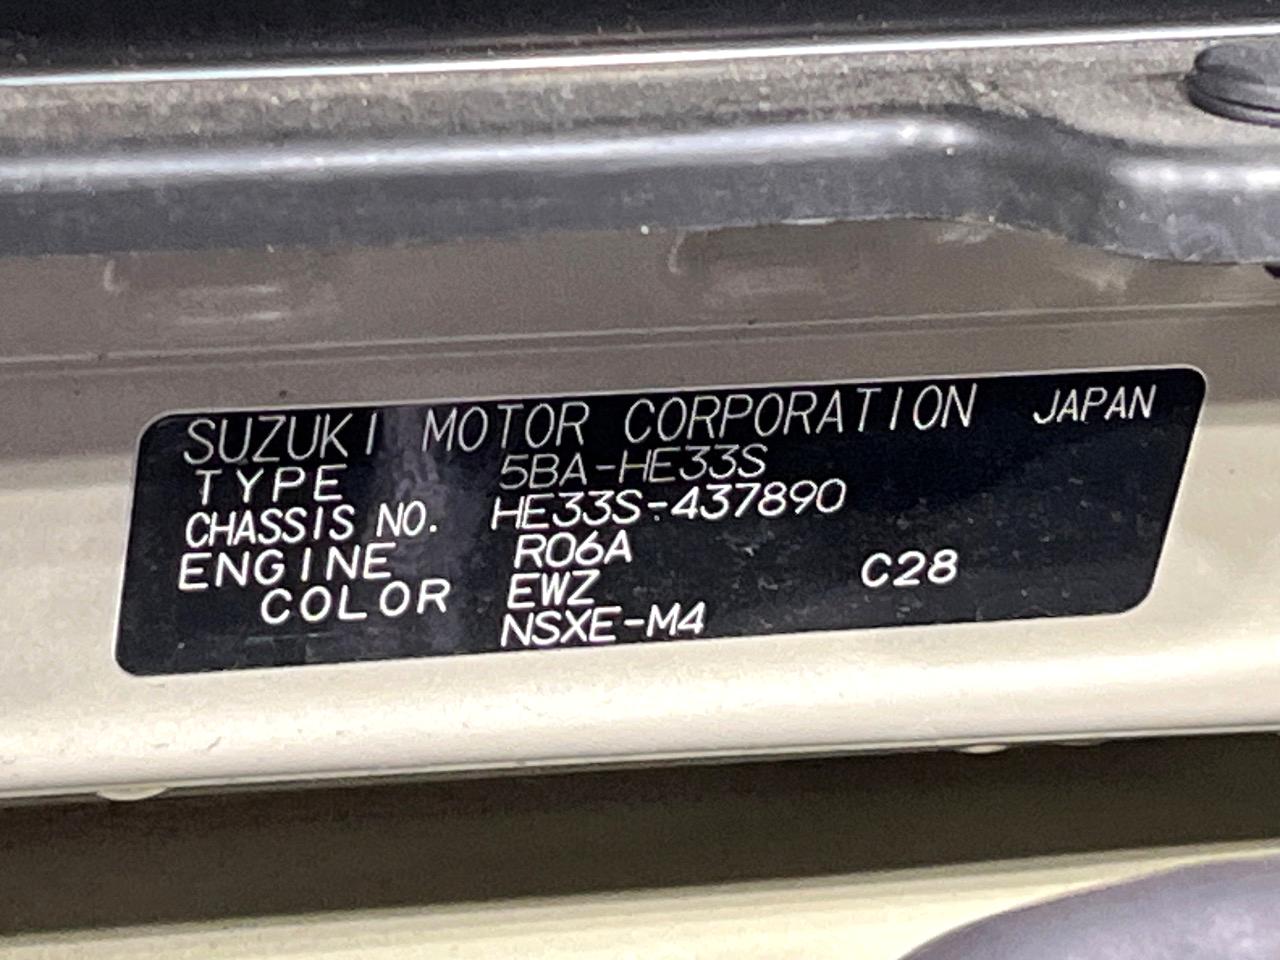 SUZUKI MOTOR CORPORATION JAPAN
TYPE 5BA-HE33S
CHASSIS NO. HE33S-437890
ENGINE R06A
COLOR EWZ C28
NSXE-M4